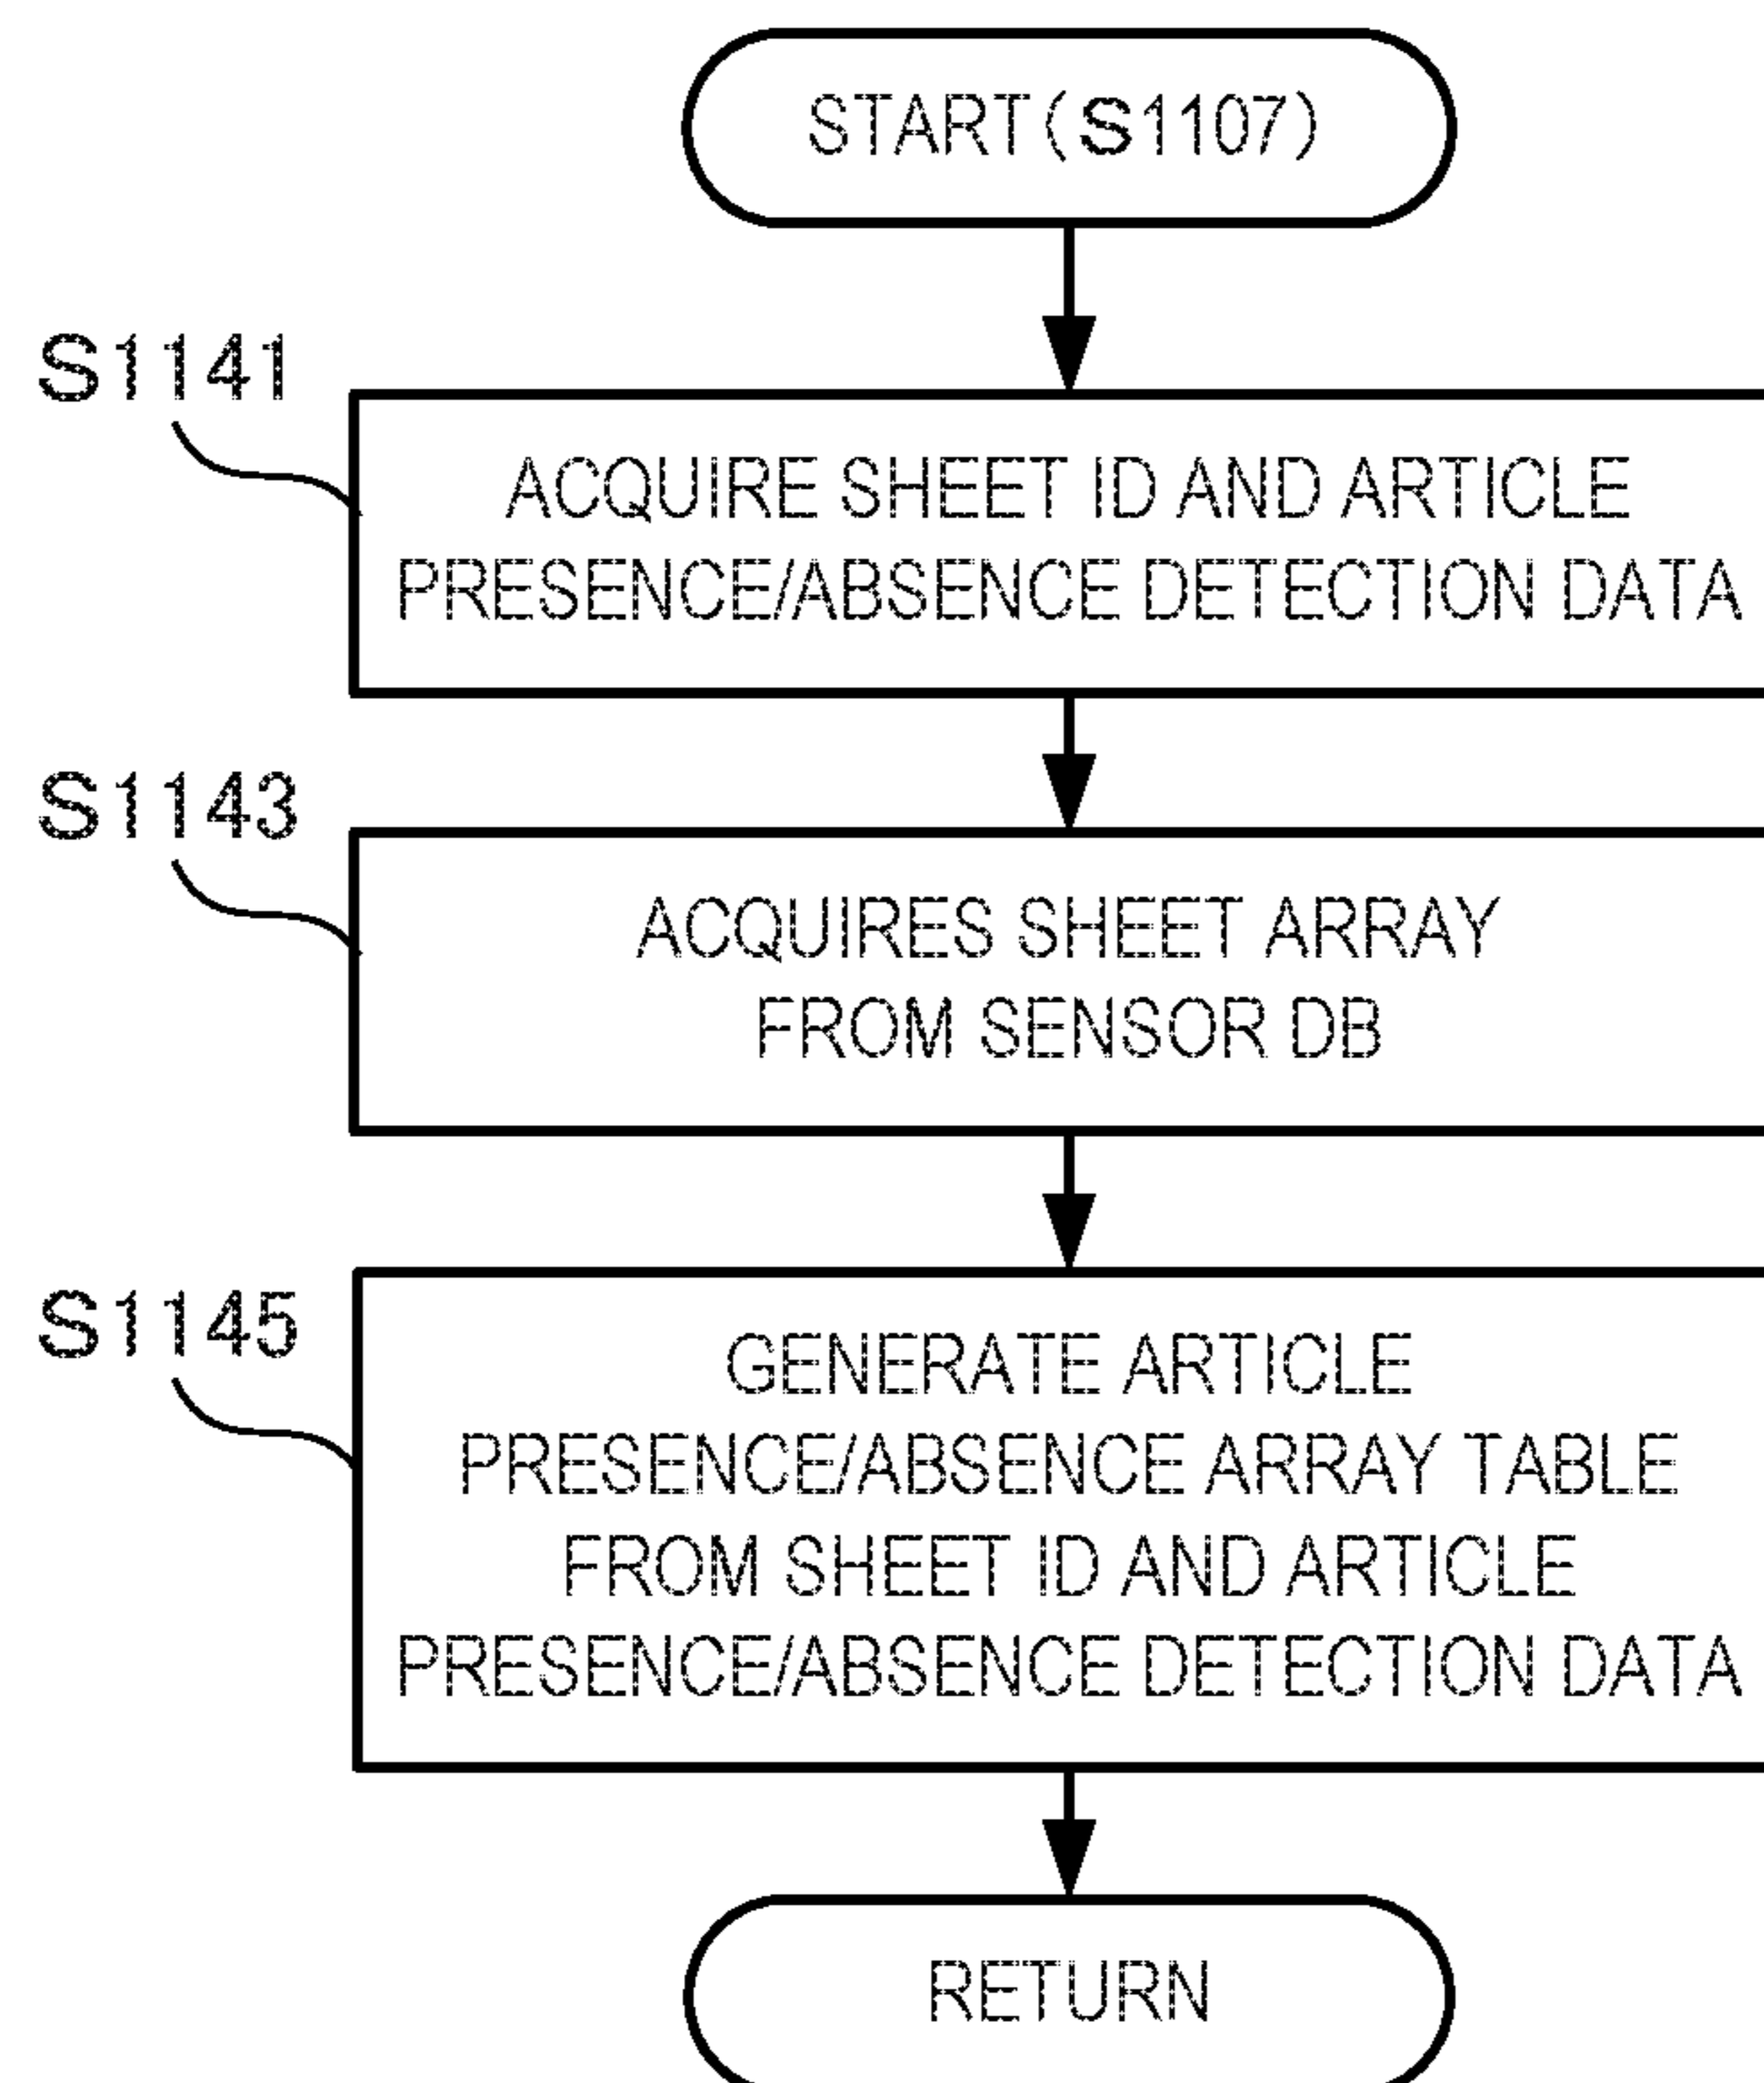 START(S1107)
S1141
ACQUIRE SHEET ID AND ARTICLE
PRESENCE/ABSENCE DETECTION DATA
S1143
ACQUIRES SHEET ARRAY
FROM SENSOR DB
S1145
GENERATE ARTICLE
PRESENCE/ABSENCE ARRAY TABLE
FROM SHEET ID AND ARTICLE
PRESENCE/ABSENCE DETECTION DATA
RETURN